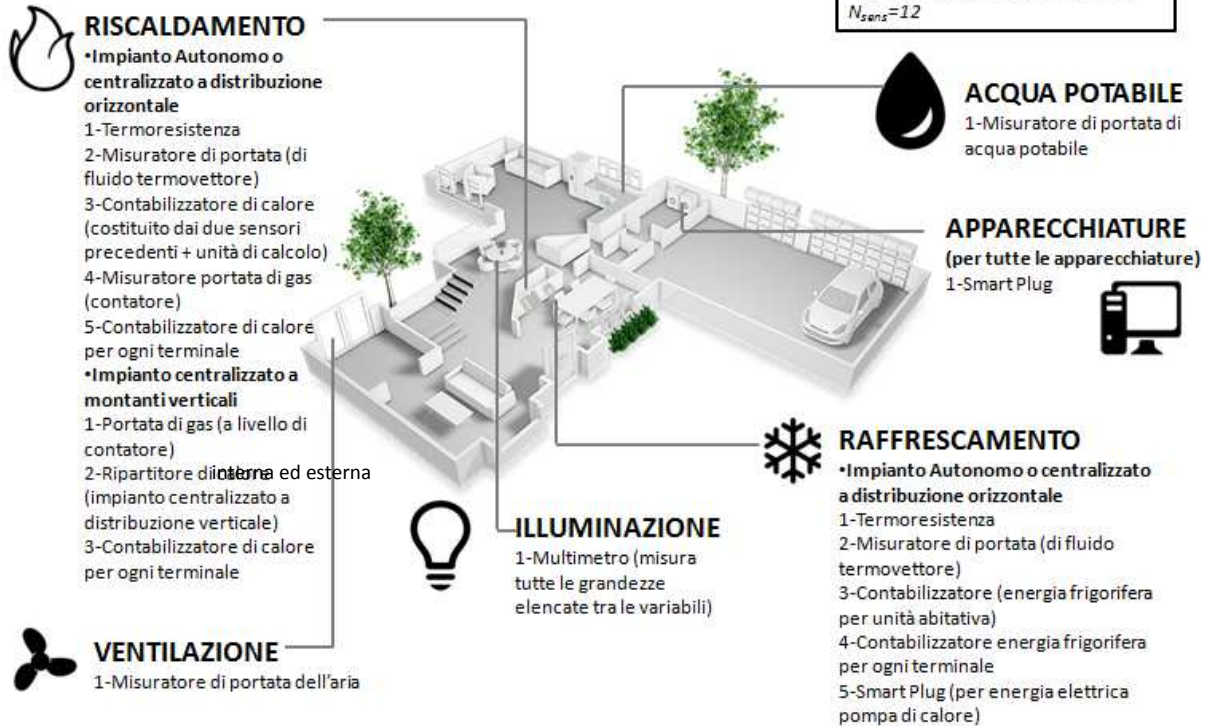 N_sens=12
RISCALDAMENTO
•Impianto Autonomo o
centralizzato a distribuzione
orizzontale
1-Termoresistenza
2-Misuratore di portata (di
fluido termovettore)
3-Contabilizzatore di calore
(costituito dai due sensori
precedenti + unità di calcolo)
4-Misuratore portata di gas
(contatore)
5-Contabilizzatore di calore
per ogni terminale
•Impianto centralizzato a
montanti verticali
1-Portata di gas (a livello di
contatore)
2-Ripartitore di
interna ed esterna
(impianto centralizzato a
distribuzione verticale)
3-Contabilizzatore di calore
per ogni terminale
VENTILAZIONE
1-Misuratore di portata dell'aria
ILLUMINAZIONE
1-Multimetro (misura
tutte le grandezze
elencate tra le variabili)
ACQUA POTABILE
1-Misuratore di portata di
acqua potabile
APPARECCHIATURE
(per tutte le apparecchiature)
1-Smart Plug
RAFFRESCAMENTO
•Impianto Autonomo o centralizzato
a distribuzione orizzontale
1-Termoresistenza
2-Misuratore di portata (di fluido
termovettore)
3-Contabilizzatore (energia frigorifera
per unità abitativa)
4-Contabilizzatore energia frigorifera
per ogni terminale
5-Smart Plug (per energia elettrica
pompa di calore)